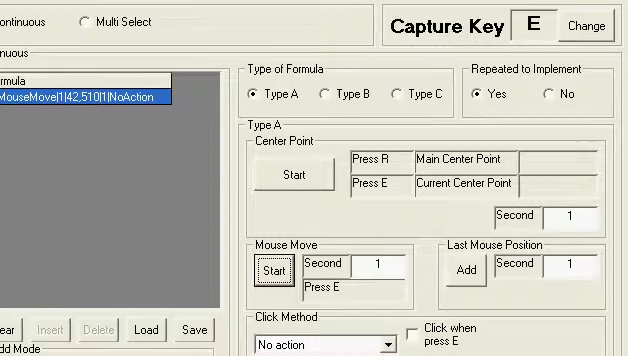 ontinuous
Multi Select
Capture Key
E
Change
nuous
rmula
MouseMove|1|42,510|1|NoAction
Type of Formula
Type A
Type B
Type C
Repeated to Implement
Yes
No
Type A
Center Point
Start
Press R
Main Center Point
Press E
Current Center Point
Second
1
Mouse Move
Start
Second
1
Press E
Last Mouse Position
Add
Second
1
ear
Insert
Delete
Load
Save
Click Method
No action
Click when
press E
dd Mode